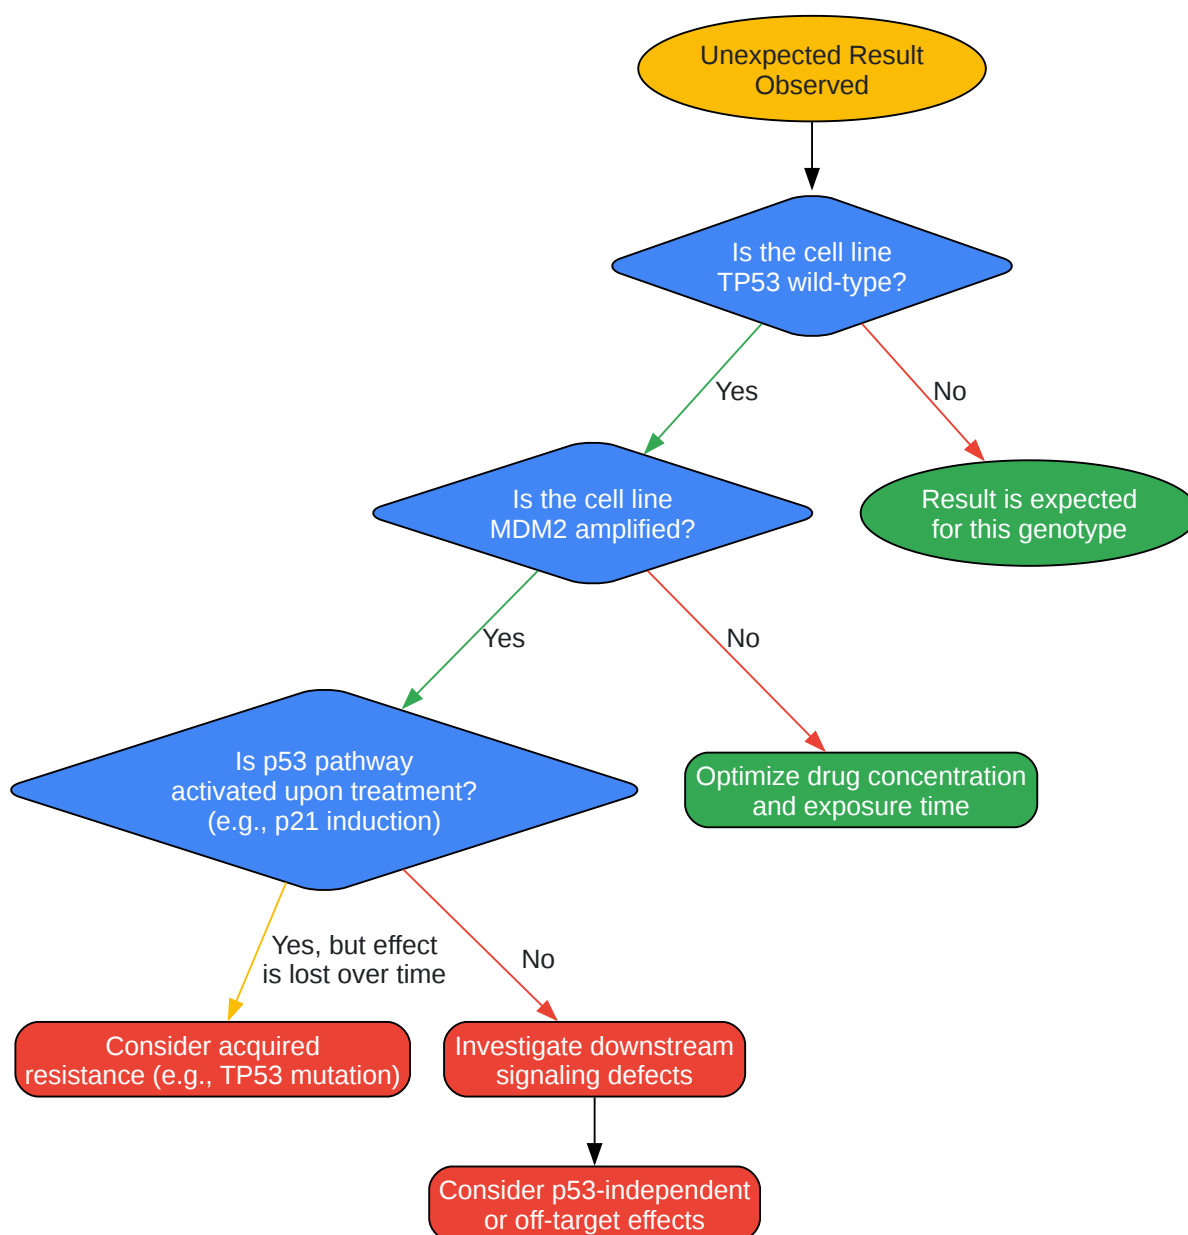 Unexpected Result
Observed
Is the cell line
TP53 wild-type?
Yes
No
Is the cell line
MDM2 amplified?
Result is expected
for this genotype
Yes
No
Is p53 pathway
activated upon treatment?
(e.g., p21 induction)
Optimize drug concentration
and exposure time
Yes, but effect
is lost over time
No
Consider acquired
resistance (e.g., TP53 mutation)
Investigate downstream
signaling defects
Consider p53-independent
or off-target effects